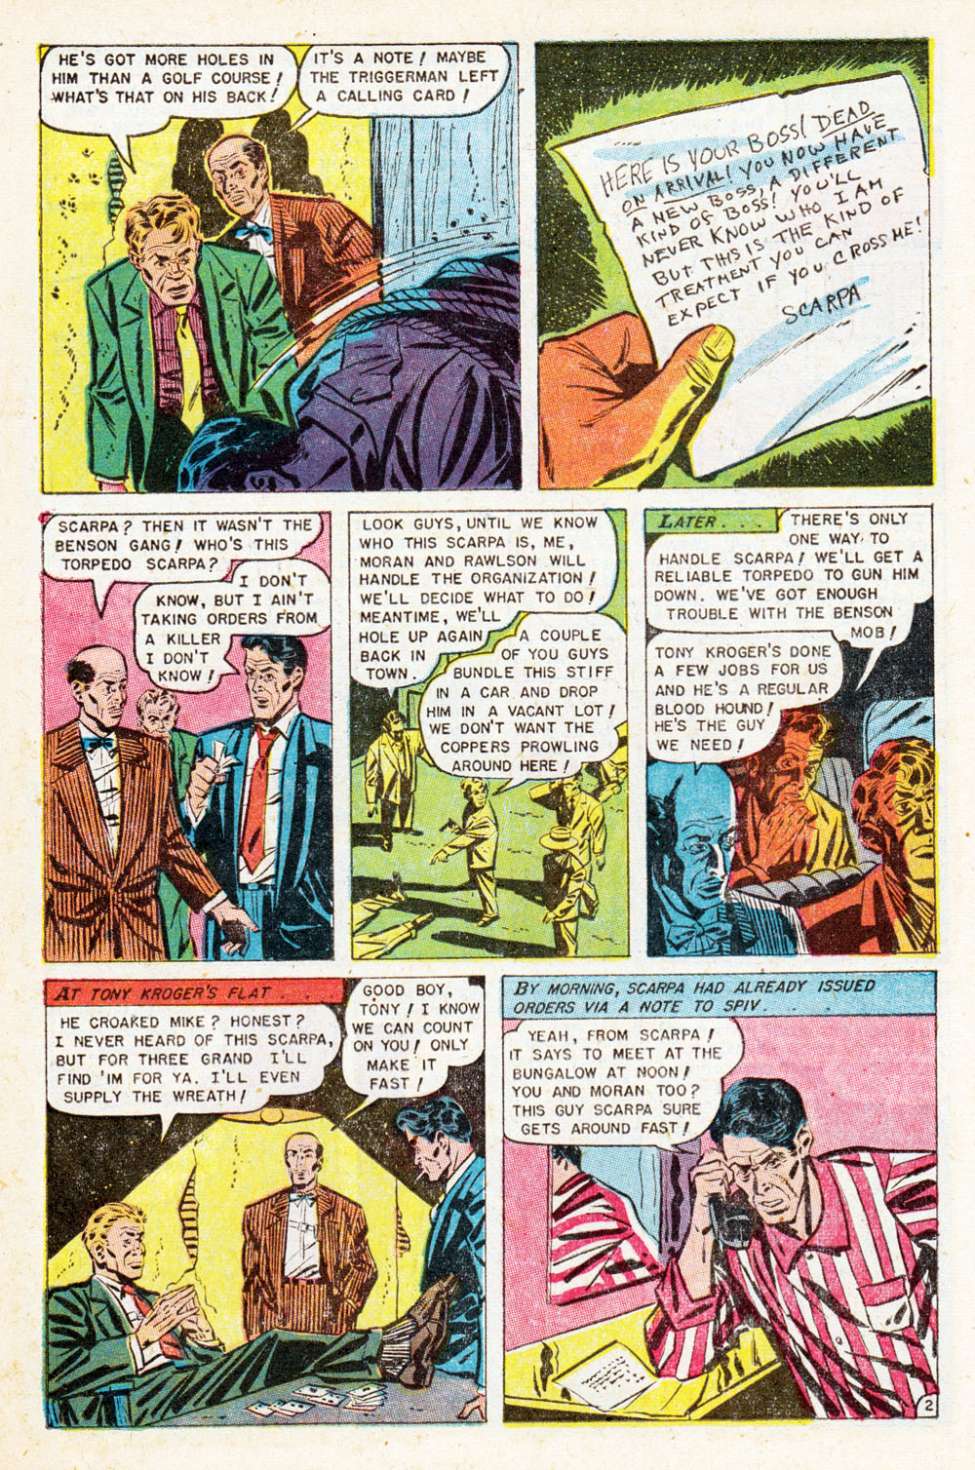 HE'S GOT MORE HOLES IN
HIM THAN A GOLF COURSE!
WHAT'S THAT ON HIS BACK!
IT'S A NOTE! MAYBE
THE TRIGGERMAN LEFT
A CALLING CARD!
HERE IS YOUR BOSS! DEAD
ON ARRIVAL! YOU NOW HAVE
A NEW BOSS, A DIFFERENT
KIND OF BOSS! YOU'LL
NEVER KNOW WHO I AM
BUT THIS IS THE KIND OF
TREATMENT YOU CAN
EXPECT IF YOU CROSS ME!
SCARPA
SCARPA? THEN IT WASN'T THE
BENSON GANG! WHO'S THIS
TORPEDO SCARPA?
I DON'T
KNOW, BUT I AIN'T
TAKING ORDERS FROM
A KILLER
I DON'T
KNOW!
LOOK GUYS, UNTIL WE KNOW
WHO THIS SCARPA IS, ME,
MORAN AND RAWLSON WILL
HANDLE THE ORGANIZATION!
WE'LL DECIDE WHAT TO DO!
MEANTIME, WE'LL
HOLE UP AGAIN
BACK IN
TOWN.
A COUPLE
OF YOU GUYS
BUNDLE THIS STIFF
IN A CAR AND DROP
HIM IN A VACANT LOT!
WE DON'T WANT THE
COPPERS PROWLING
AROUND HERE!
LATER. . . .
THERE'S ONLY
ONE WAY TO
HANDLE SCARPA! WE'LL GET A
RELIABLE TORPEDO TO GUN HIM
DOWN. WE'VE GOT ENOUGH
TROUBLE WITH THE BENSON
MOB!
TONY KROGER'S DONE
A FEW JOBS FOR US
AND HE'S A REGULAR
BLOOD HOUND!
HE'S THE GUY
WE NEED!
AT TONY KROGER'S FLAT . . .
HE CROAKED MIKE? HONEST?
I NEVER HEARD OF THIS SCARPA,
BUT FOR THREE GRAND I'LL
FIND 'IM FOR YA. I'LL EVEN
SUPPLY THE WREATH!
GOOD BOY,
TONY! I KNOW
WE CAN COUNT
ON YOU! ONLY
MAKE IT
FAST!
BY MORNING, SCARPA HAD ALREADY ISSUED
ORDERS VIA A NOTE TO SPIV. . . . .
YEAH, FROM SCARPA!
IT SAYS TO MEET AT THE
BUNGALOW AT NOON!
YOU AND MORAN TOO?
THIS GUY SCARPA SURE
GETS AROUND FAST!
2